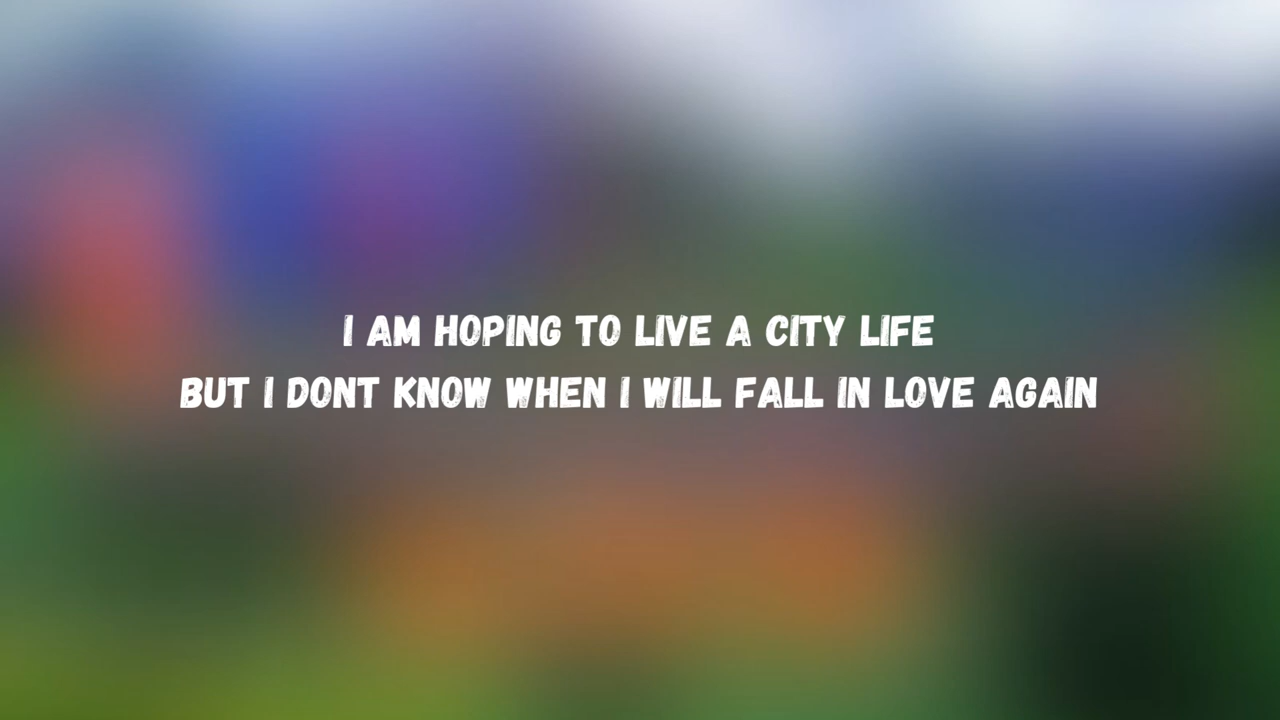 I AM HOPING TO LIVE A CITY LIFE
BUT I DONT KNOW WHEN I WILL FALL IN LOVE AGAIN